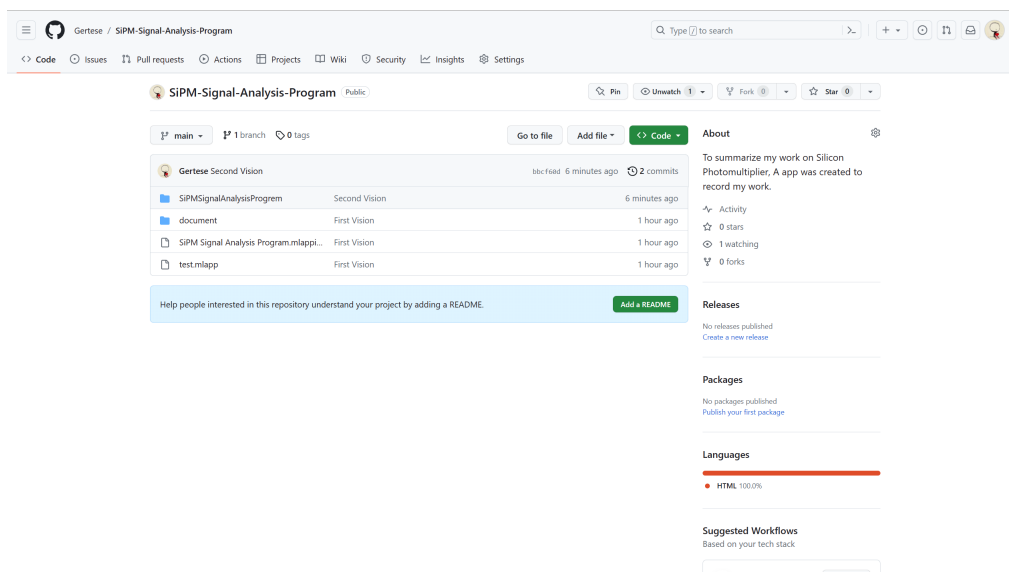 Gertese / SiPM-Signal-Analysis-Program
Type / to search
Code Issues Pull requests Actions Projects Wiki Security Insights Settings
SiPM-Signal-Analysis-Program Public
Pin Unwatch 1 Fork 0 Star 0
main 1 branch 0 tags Go to file Add file Code
Gertese Second Vision bbcf60d 6 minutes ago 2 commits
SiPMSignalAnalysisProgrem Second Vision 6 minutes ago
document First Vision 1 hour ago
SiPM Signal Analysis Program.mlappi... First Vision 1 hour ago
test.mlapp First Vision 1 hour ago
Help people interested in this repository understand your project by adding a README. Add a README
About
To summarize my work on Silicon
Photomultiplier, A app was created to
record my work.
Activity
0 stars
1 watching
0 forks
Releases
No releases published
Create a new release
Packages
No packages published
Publish your first package
Languages
HTML 100.0%
Suggested Workflows
Based on your tech stack